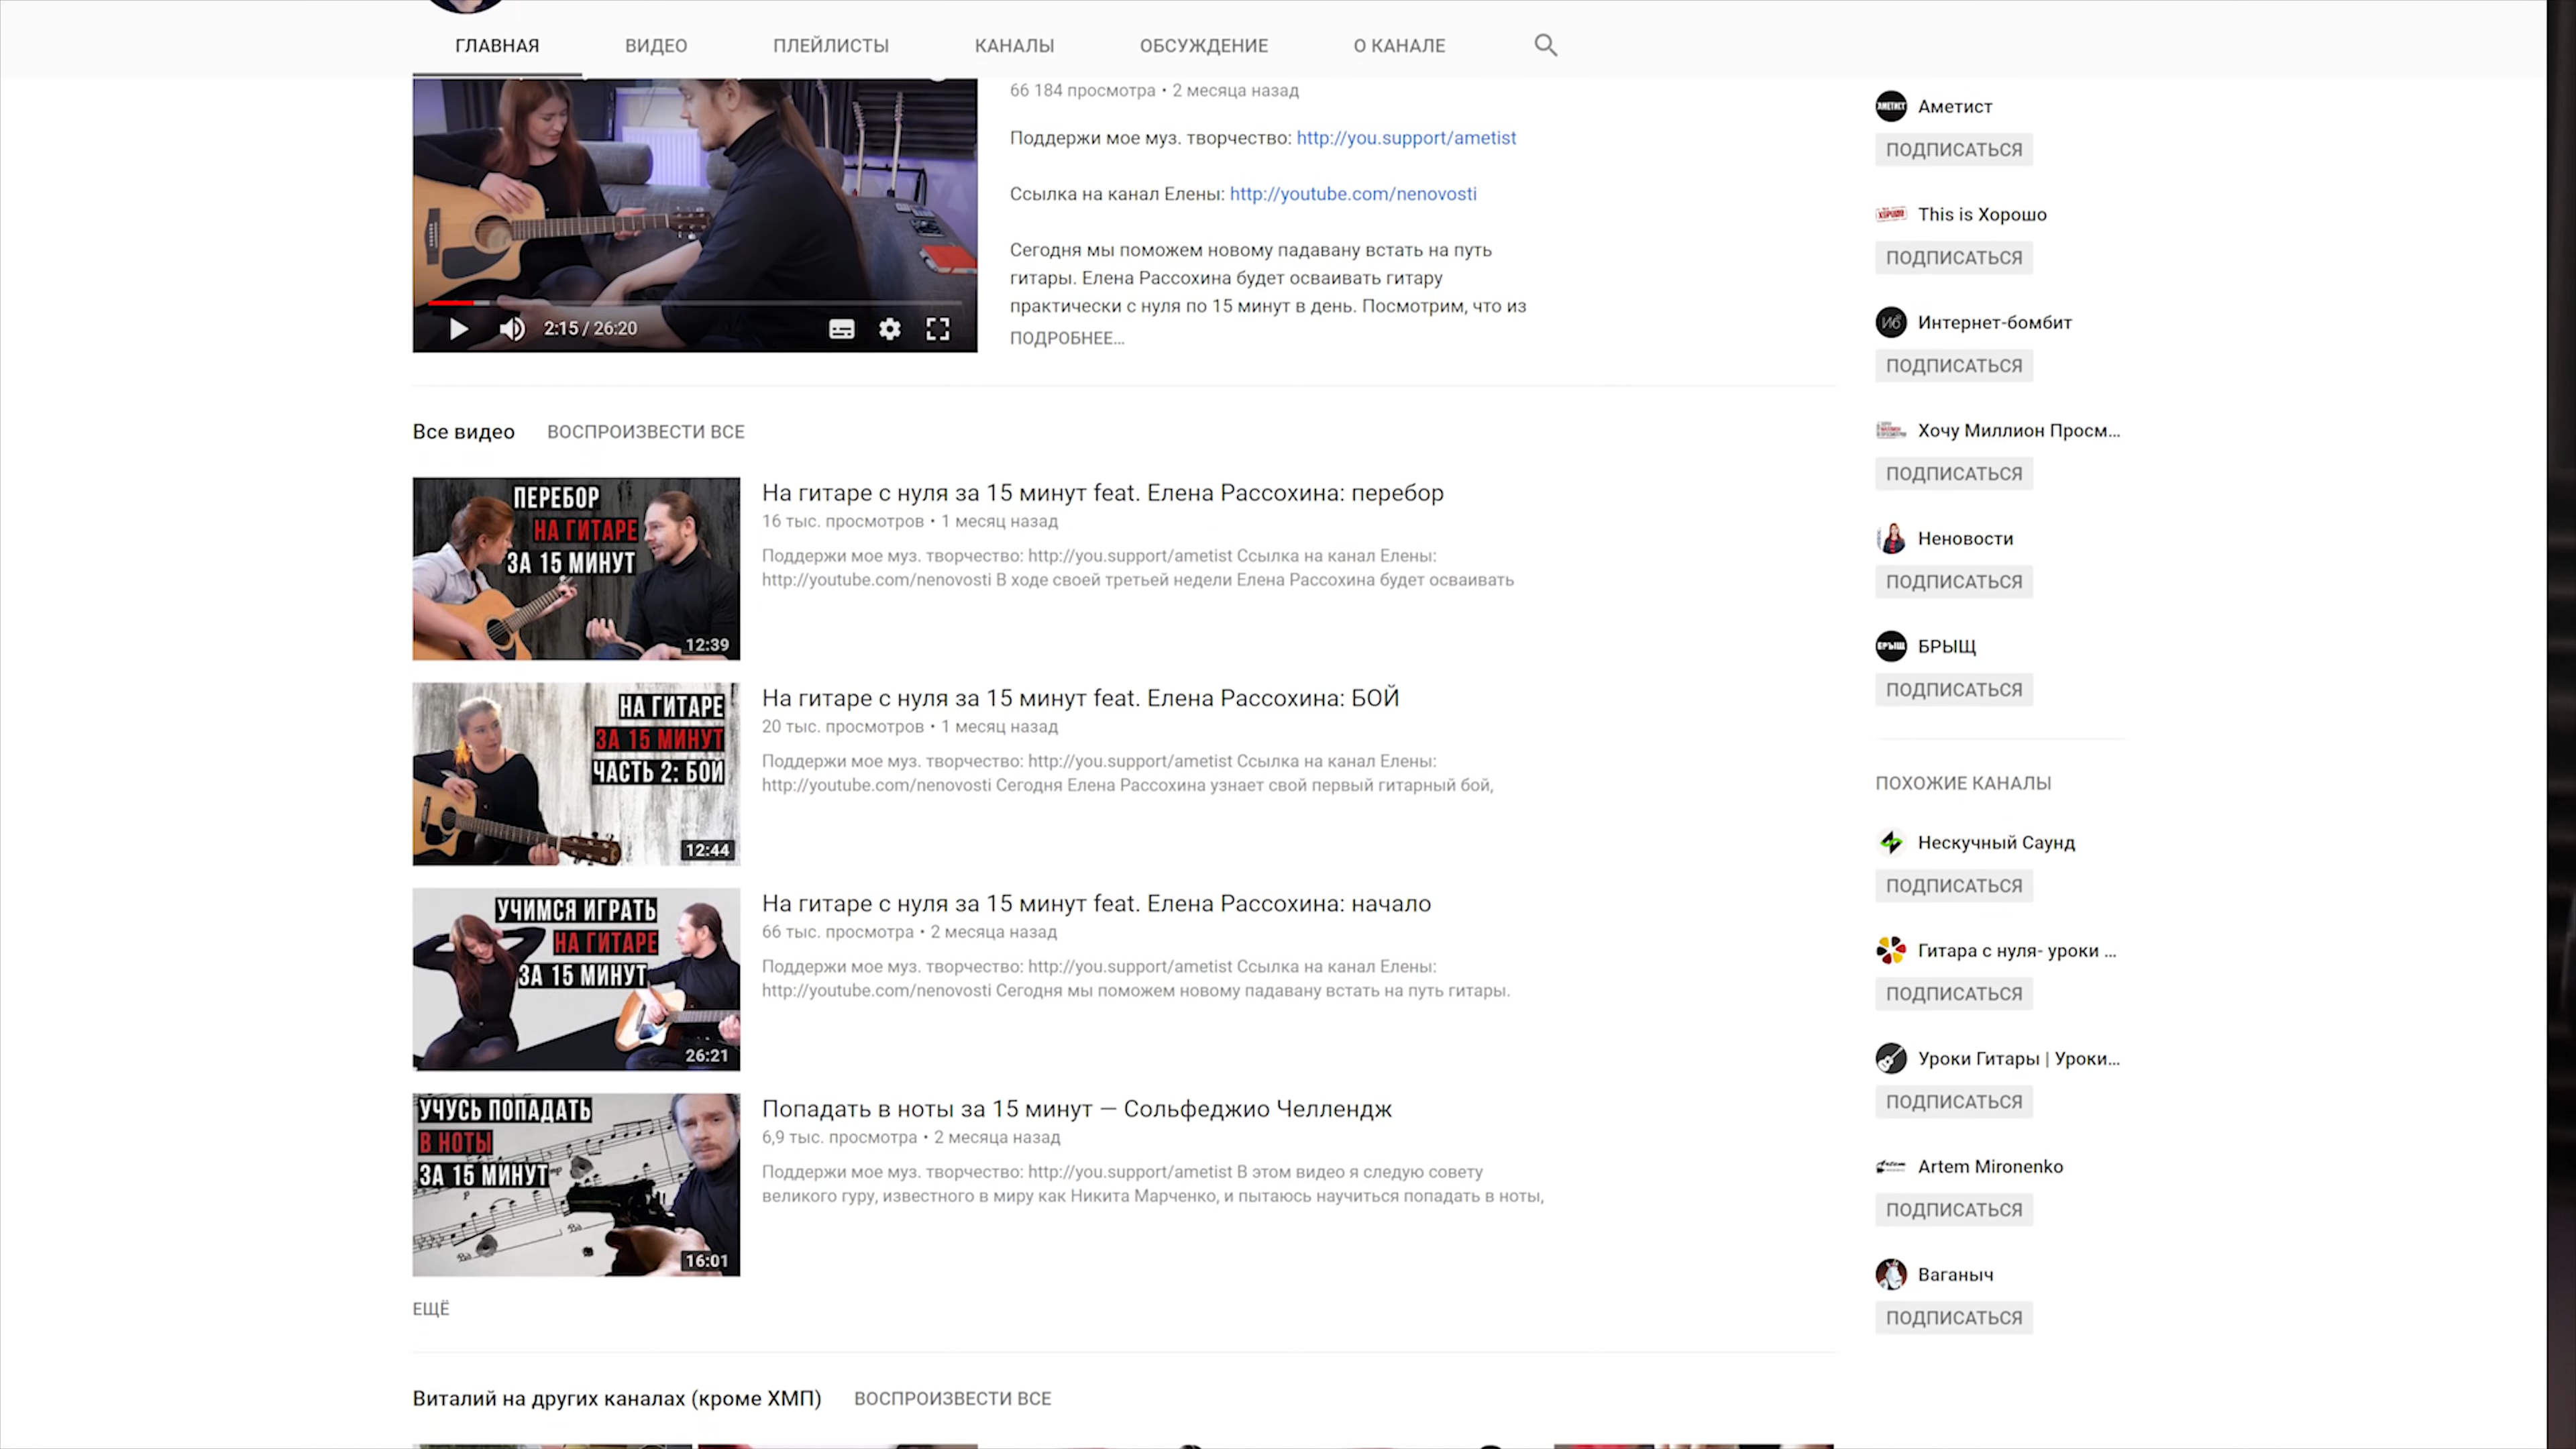 ГЛАВНАЯ
ВИДЕО
ПЛЕЙЛИСТЫ
КАНАЛЫ
ОБСУЖДЕНИЕ
О КАНАЛЕ
66 184 просмотра • 2 месяца назад
Поддержи мое муз. творчество: http://you.support/ametist
Ссылка на канал Елены: http://youtube.com/nenovosti
Сегодня мы поможем новому падавану встать на путь
гитары. Елена Рассохина будет осваивать гитару
практически с нуля по 15 минут в день. Посмотрим, что из
ПОДРОБНЕЕ...
2:15 / 26:20
Все видео
ВОСПРОИЗВЕСТИ ВСЕ
ПЕРЕБОР
НА ГИТАРЕ
ЗА 15 МИНУТ
12:39
На гитаре с нуля за 15 минут feat. Елена Рассохина: перебор
16 тыс. просмотров • 1 месяц назад
Поддержи мое муз. творчество: http://you.support/ametist Ссылка на канал Елены:
http://youtube.com/nenovosti В ходе своей третьей недели Елена Рассохина будет осваивать
НА ГИТАРЕ
ЗА 15 МИНУТ
ЧАСТЬ 2: БОЙ
12:44
На гитаре с нуля за 15 минут feat. Елена Рассохина: БОЙ
20 тыс. просмотров • 1 месяц назад
Поддержи мое муз. творчество: http://you.support/ametist Ссылка на канал Елены:
http://youtube.com/nenovosti Сегодня Елена Рассохина узнает свой первый гитарный бой,
УЧИМСЯ ИГРАТЬ
НА ГИТАРЕ
ЗА 15 МИНУТ
26:21
На гитаре с нуля за 15 минут feat. Елена Рассохина: начало
66 тыс. просмотра • 2 месяца назад
Поддержи мое муз. творчество: http://you.support/ametist Ссылка на канал Елены:
http://youtube.com/nenovosti Сегодня мы поможем новому падавану встать на путь гитары.
УЧУСЬ ПОПАДАТЬ
В НОТЫ
ЗА 15 МИНУТ
16:01
Попадать в ноты за 15 минут — Сольфеджио Челлендж
6,9 тыс. просмотра • 2 месяца назад
Поддержи мое муз. творчество: http://you.support/ametist В этом видео я следую совету
великого гуру, известного в миру как Никита Марченко, и пытаюсь научиться попадать в ноты,
ЕЩЁ
Виталий на других каналах (кроме ХМП)
ВОСПРОИЗВЕСТИ ВСЕ
АМЕТИСТ
Аметист
ПОДПИСАТЬСЯ
ХОРОШО
This is Хорошо
ПОДПИСАТЬСЯ
Иб
Интернет-бомбит
ПОДПИСАТЬСЯ
Хочу Миллион Просм...
ПОДПИСАТЬСЯ
Неновости
ПОДПИСАТЬСЯ
БРЫЩ
БРЫЩ
ПОДПИСАТЬСЯ
ПОХОЖИЕ КАНАЛЫ
Нескучный Саунд
ПОДПИСАТЬСЯ
Гитара с нуля- уроки ...
ПОДПИСАТЬСЯ
Уроки Гитары | Уроки...
ПОДПИСАТЬСЯ
Artem Mironenko
ПОДПИСАТЬСЯ
Ваганыч
ПОДПИСАТЬСЯ